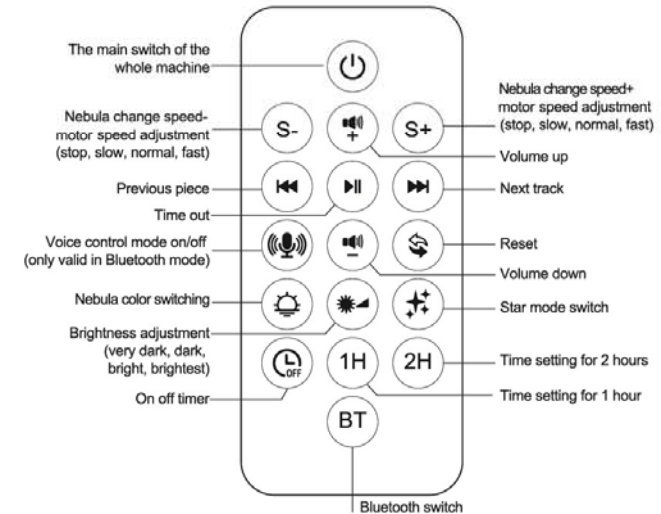 The main switch of the
whole machine
Nebula change speed+
motor speed adjustment
(stop, slow, normal, fast)
Nebula change speed-
motor speed adjustment
(stop, slow, normal, fast)
S-
S+
Volume up
Previous piece
Next track
Time out
Voice control mode on/off
(only valid in Bluetooth mode)
Reset
Volume down
Nebula color switching
Star mode switch
Brightness adjustment
(very dark, dark,
bright, brightest)
OFF
1H
2H
Time setting for 2 hours
On off timer
Time setting for 1 hour
BT
Bluetooth switch